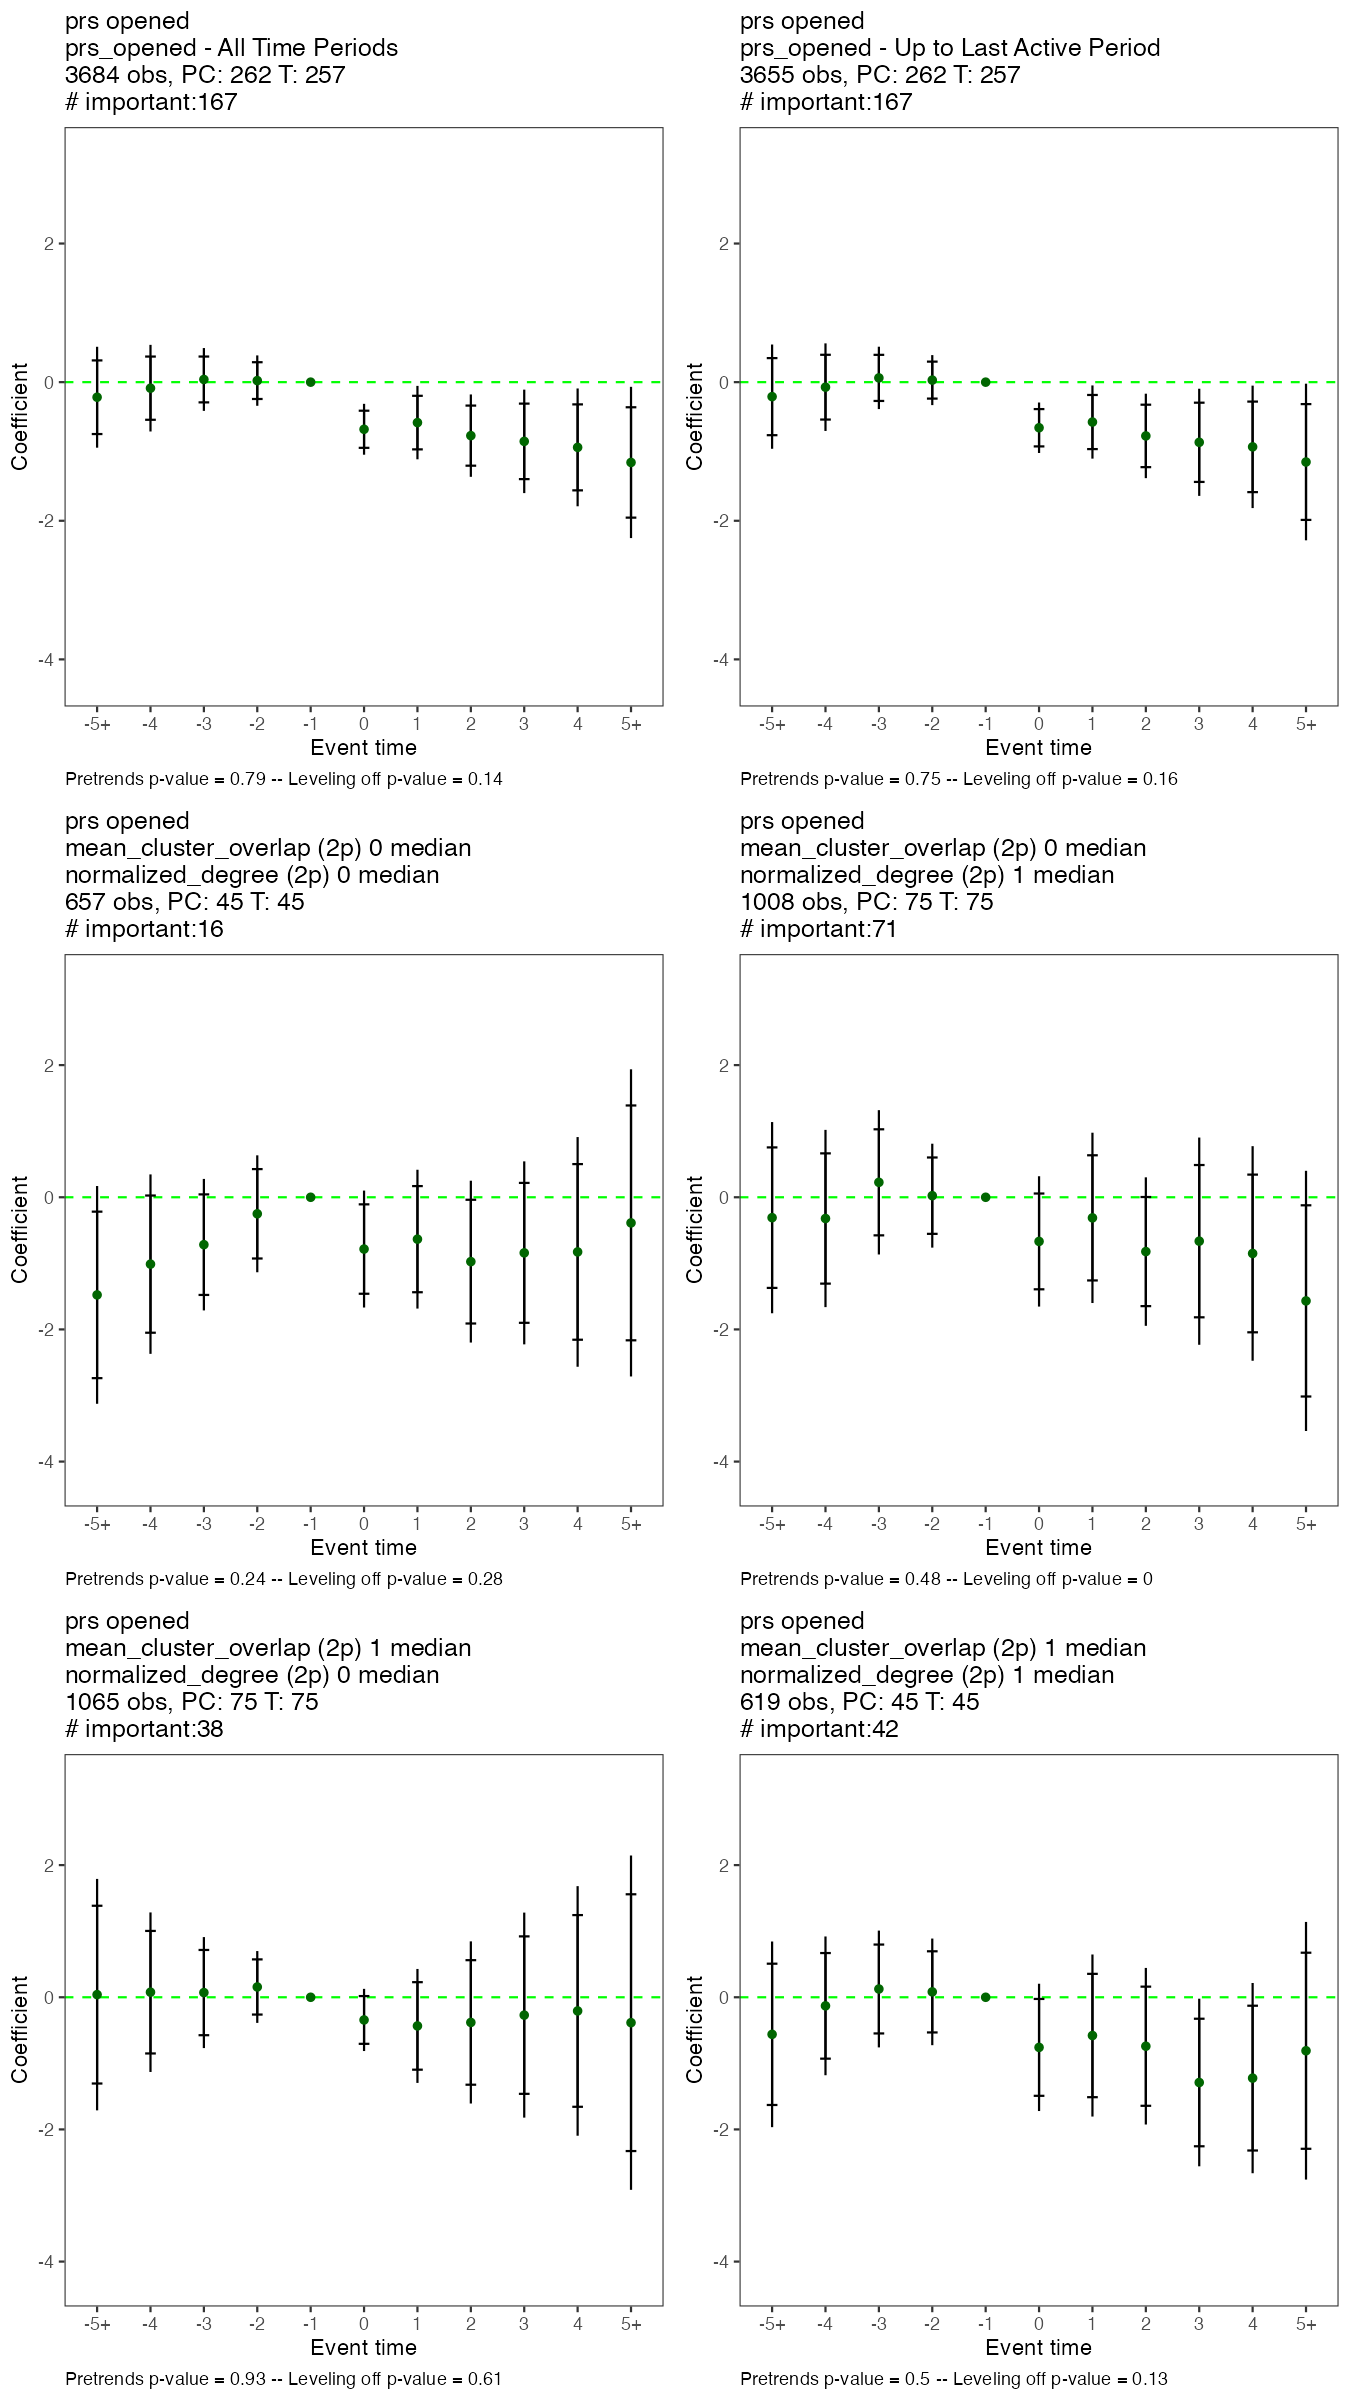 prs opened
prs_opened - All Time Periods
3684 obs, PC: 262 T: 257
# important:167
Coefficient
2
0
-2
-4
-5+ -4 -3 -2 -1 0 1 2 3 4 5+
Event time
Pretrends p-value = 0.79 -- Leveling off p-value = 0.14
prs opened
prs_opened - Up to Last Active Period
3655 obs, PC: 262 T: 257
# important:167
Coefficient
2
0
-2
-4
-5+ -4 -3 -2 -1 0 1 2 3 4 5+
Event time
Pretrends p-value = 0.75 -- Leveling off p-value = 0.16
prs opened
mean_cluster_overlap (2p) 0 median
normalized_degree (2p) 0 median
657 obs, PC: 45 T: 45
# important:16
Coefficient
2
0
-2
-4
-5+ -4 -3 -2 -1 0 1 2 3 4 5+
Event time
Pretrends p-value = 0.24 -- Leveling off p-value = 0.28
prs opened
mean_cluster_overlap (2p) 0 median
normalized_degree (2p) 1 median
1008 obs, PC: 75 T: 75
# important:71
Coefficient
2
0
-2
-4
-5+ -4 -3 -2 -1 0 1 2 3 4 5+
Event time
Pretrends p-value = 0.48 -- Leveling off p-value = 0
prs opened
mean_cluster_overlap (2p) 1 median
normalized_degree (2p) 0 median
1065 obs, PC: 75 T: 75
# important:38
Coefficient
2
0
-2
-4
-5+ -4 -3 -2 -1 0 1 2 3 4 5+
Event time
Pretrends p-value = 0.93 -- Leveling off p-value = 0.61
prs opened
mean_cluster_overlap (2p) 1 median
normalized_degree (2p) 1 median
619 obs, PC: 45 T: 45
# important:42
Coefficient
2
0
-2
-4
-5+ -4 -3 -2 -1 0 1 2 3 4 5+
Event time
Pretrends p-value = 0.5 -- Leveling off p-value = 0.13